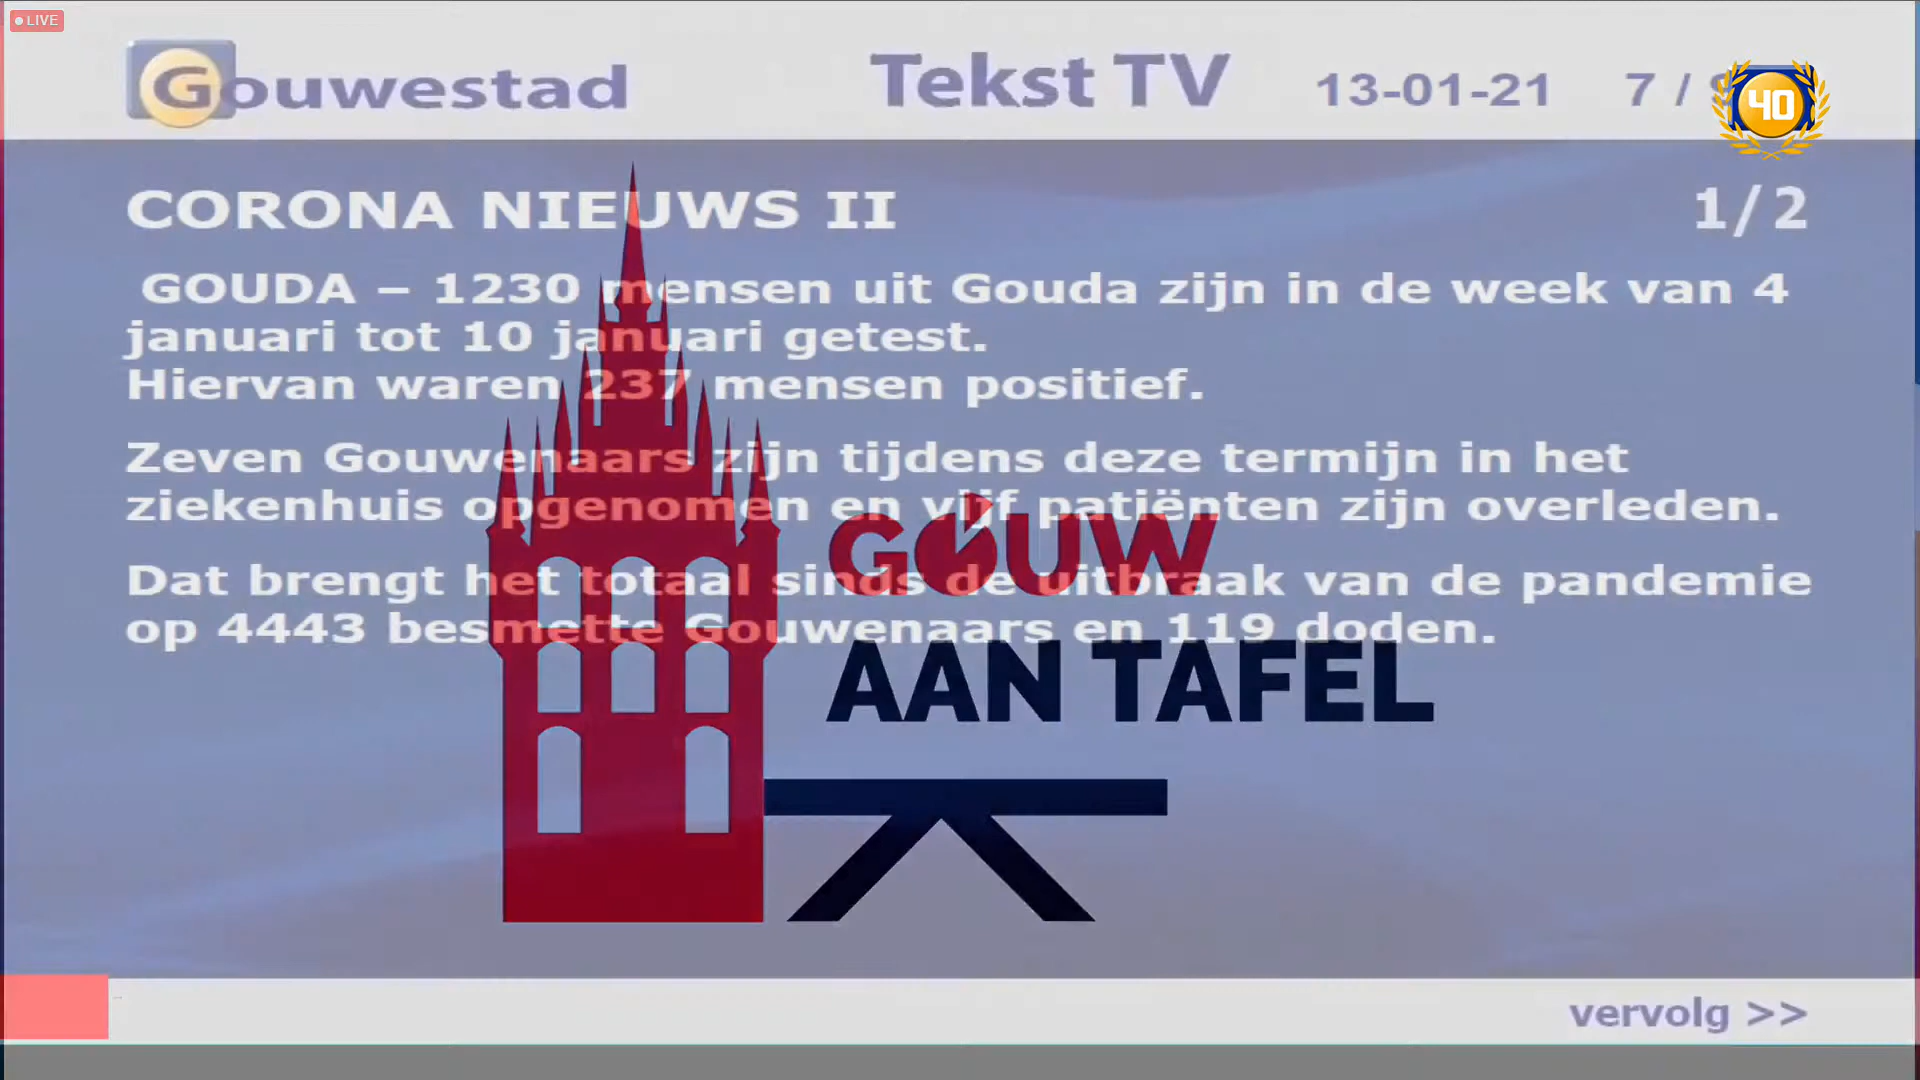 LIVE
Gouwestad
Tekst TV
13-01-21
7 /
40
CORONA NIEUWS II
1/2
GOUDA – 1230 mensen uit Gouda zijn in de week van 4
januari tot 10 januari getest.
Hiervan waren 237 mensen positief.
Zeven Gouwenaars zijn tijdens deze termijn in het
ziekenhuis opgenomen en vijf patiënten zijn overleden.
Dat brengt het totaal sinds de uitbraak van de pandemie
op 4443 besmette Gouwenaars en 119 doden.
GOUW
AAN TAFEL
vervolg >>